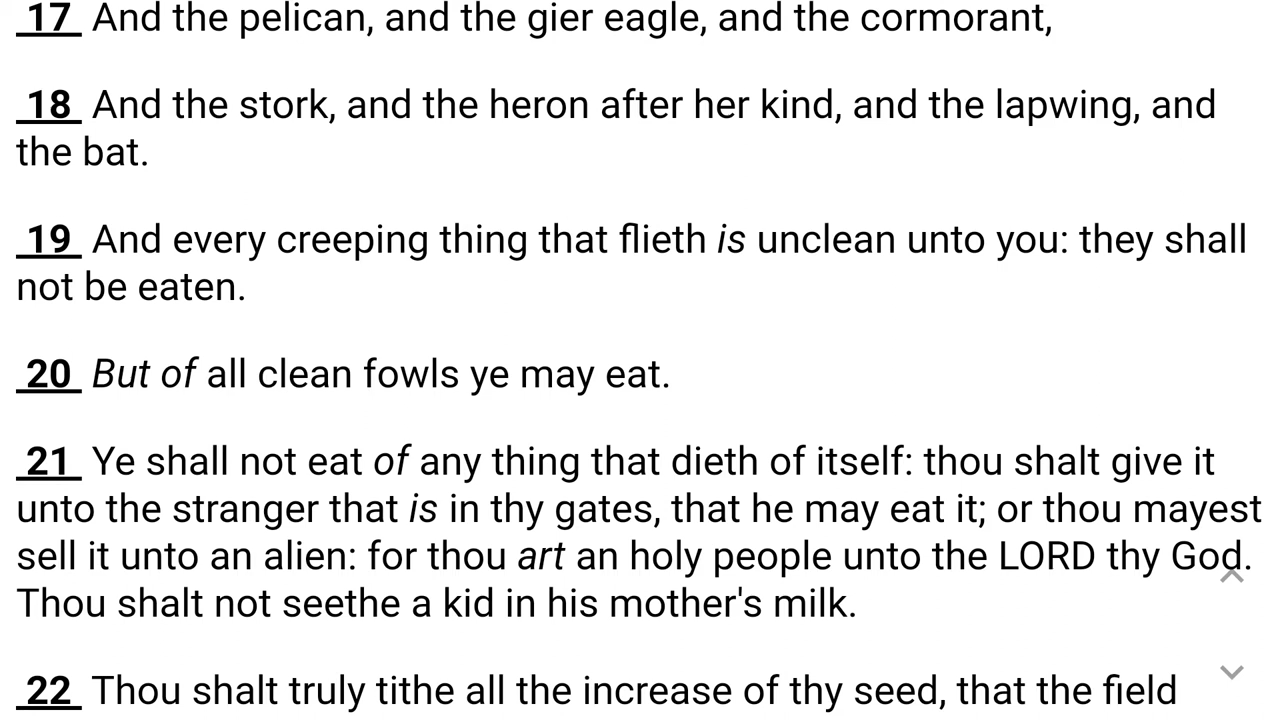 17 And the pelican, and the gier eagle, and the cormorant,
18 And the stork, and the heron after her kind, and the lapwing, and
the bat.
19 And every creeping thing that flieth is unclean unto you: they shall
not be eaten.
20 But of all clean fowls ye may eat.
21 Ye shall not eat of any thing that dieth of itself: thou shalt give it
unto the stranger that is in thy gates, that he may eat it; or thou mayest
sell it unto an alien: for thou art an holy people unto the LORD thy God.
Thou shalt not seethe a kid in his mother's milk.
22 Thou shalt truly tithe all the increase of thy seed, that the field